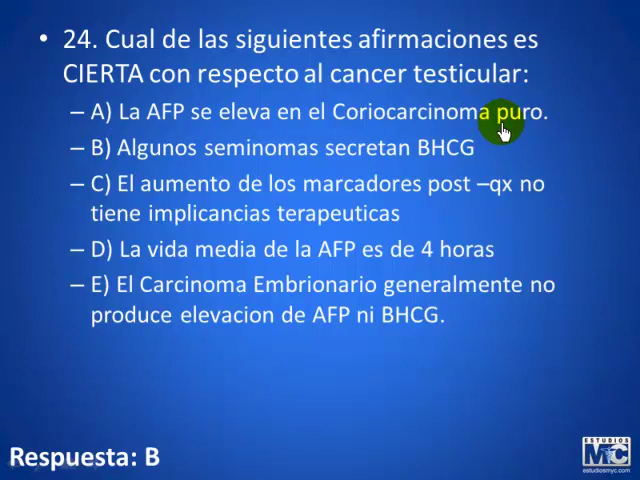 • 24. Cual de las siguientes afirmaciones es
CIERTA con respecto al cancer testicular:
– A) La AFP se eleva en el Coriocarcinoma puro.
– B) Algunos seminomas secretan BHCG
– C) El aumento de los marcadores post –qx no
tiene implicancias terapeuticas
– D) La vida media de la AFP es de 4 horas
– E) El Carcinoma Embrionario generalmente no
produce elevacion de AFP ni BHCG.
Respuesta: B
ESTUDIOS
MyC
estudiosmyc.com